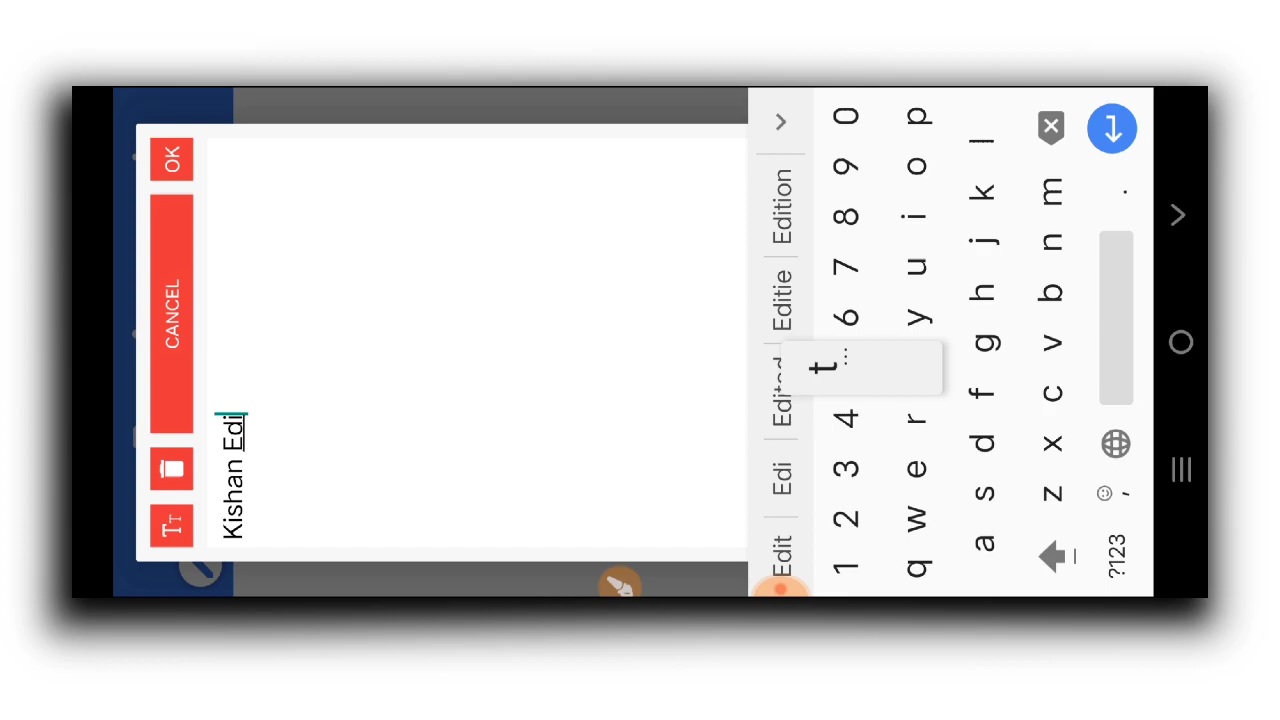 OK
CANCEL
TT
Kishan Edi
Edit
Edi
Edited
Editie
Edition
1 2 3 4 6 7 8 9 0
q w e r t y u i o p
a s d f g h j k l
z x c v b n m
?123 , .